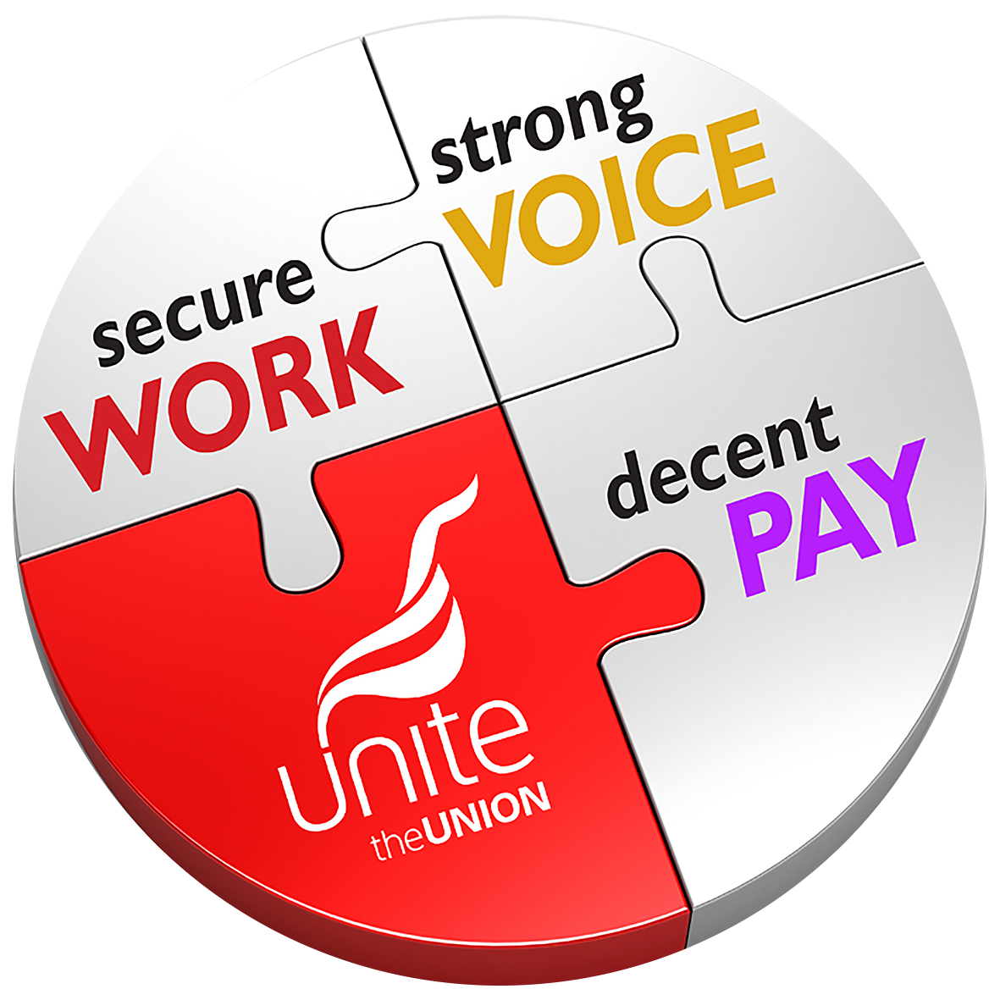 strong
VOICE
secure
WORK
decent
PAY
unite
theUNION